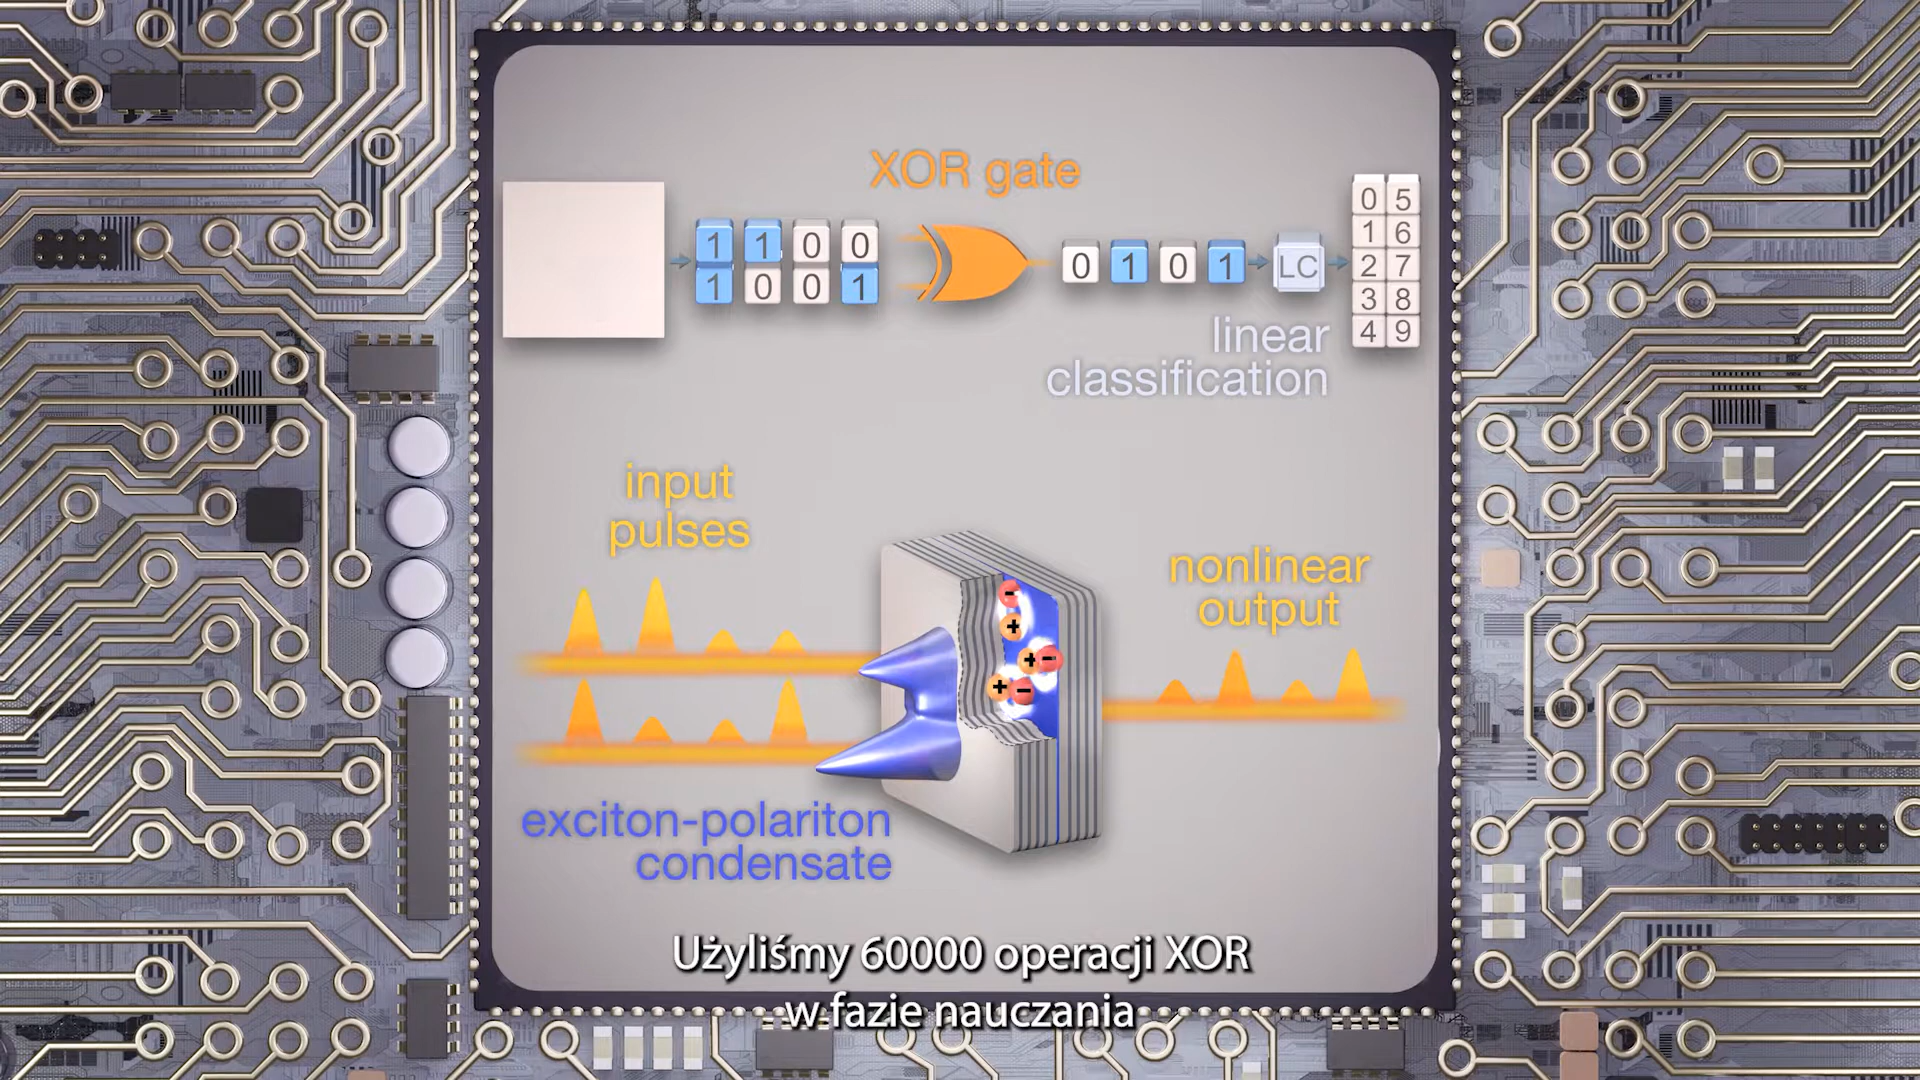 XOR gate
1 1 0 0
1 0 0 1
0 1 0 1
LC
0 5
1 6
2 7
3 8
4 9
linear
classification
input
pulses
nonlinear
output
-
+
+ -
+ -
exciton-polariton
condensate
Użyliśmy 60000 operacji XOR
w fazie nauczania